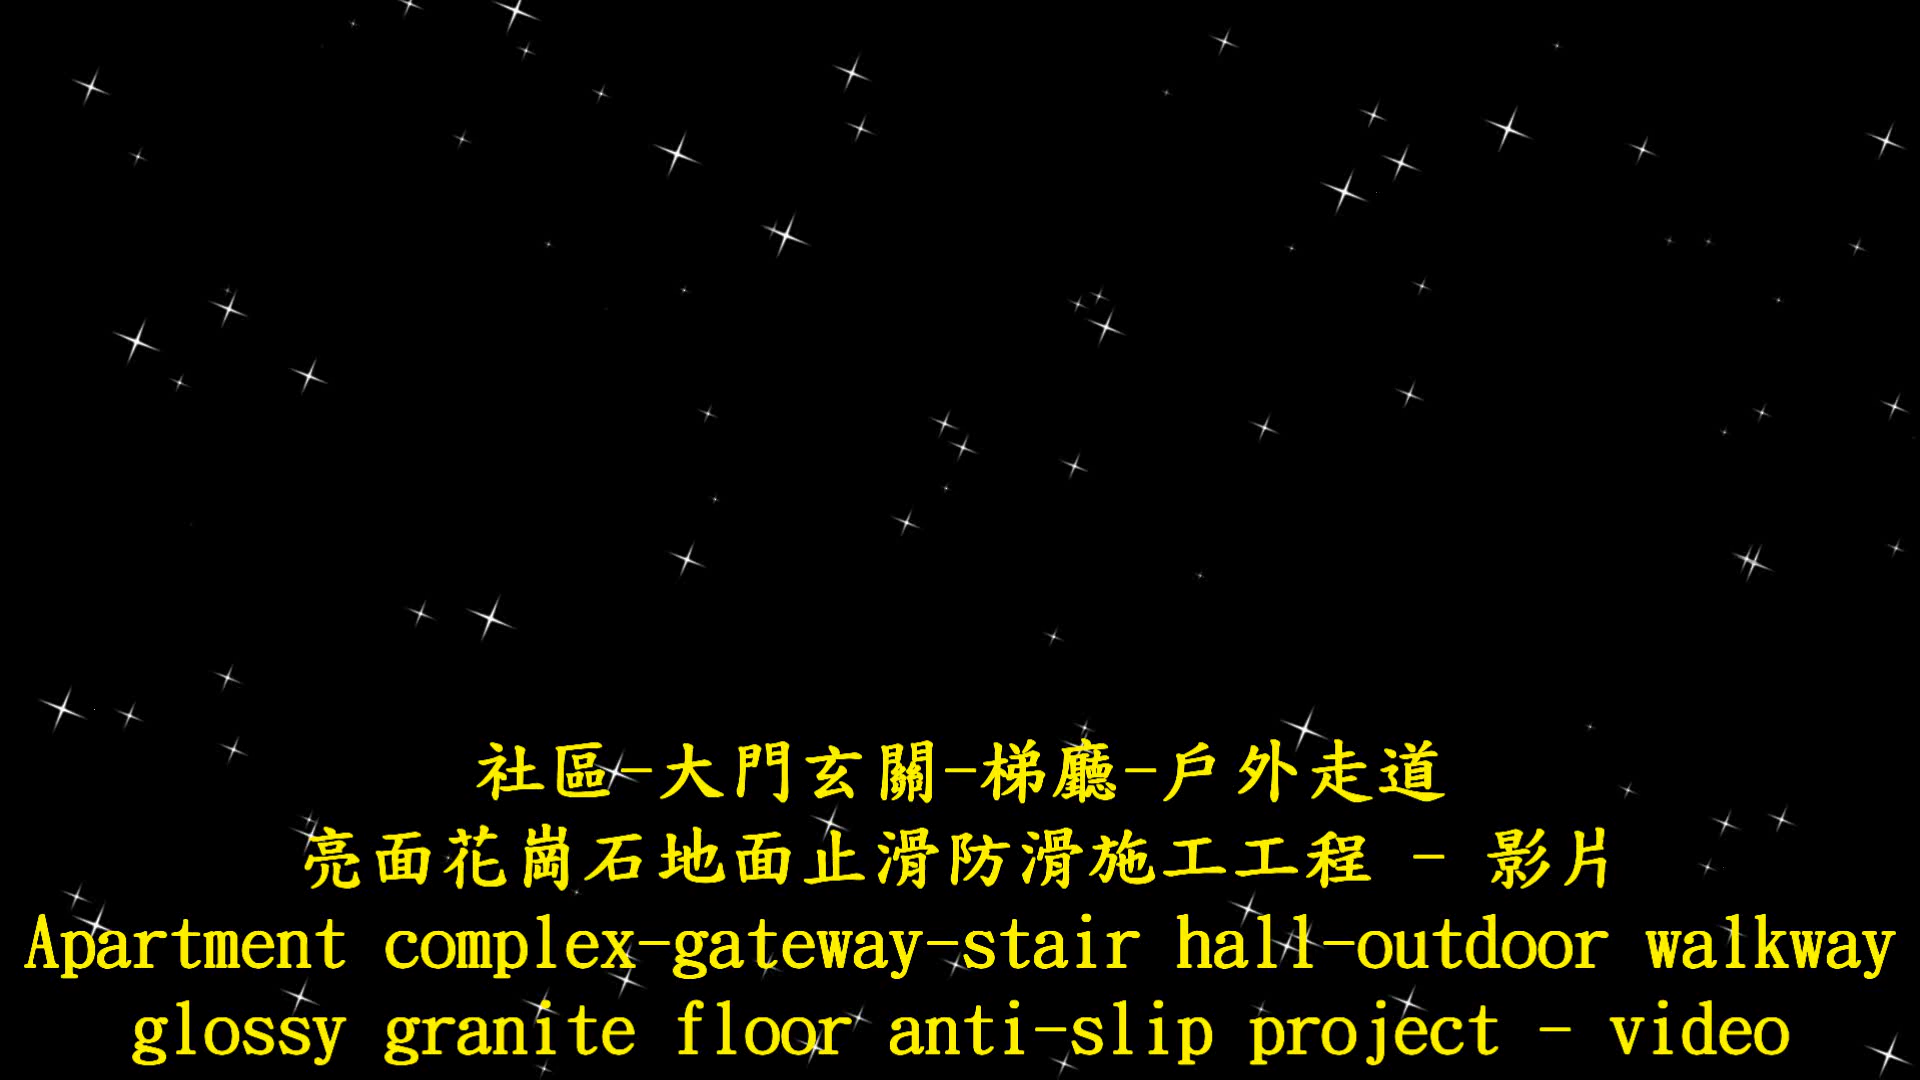 社區-大門玄關-梯廳-戶外走道
亮面花崗石地面止滑防滑施工工程 - 影片
Apartment complex-gateway-stair hall-outdoor walkway
glossy granite floor anti-slip project - video